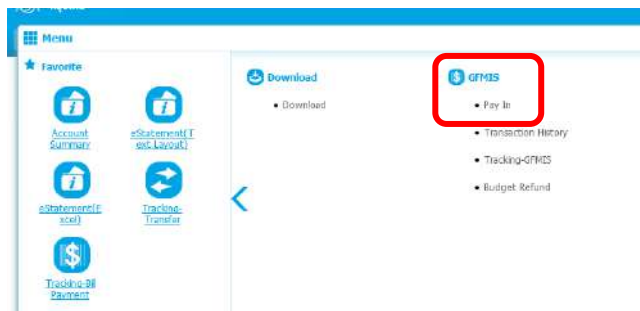 Menu
Favorite
Account
Summary
eStatement(T
ext Layout)
eStatement(E
xcel)
Tracking-
Transfer
Tracking-Bil
Payment
Download
• Download
GFMIS
• Pay In
• Transaction History
• Tracking-GFMIS
• Budget Refund